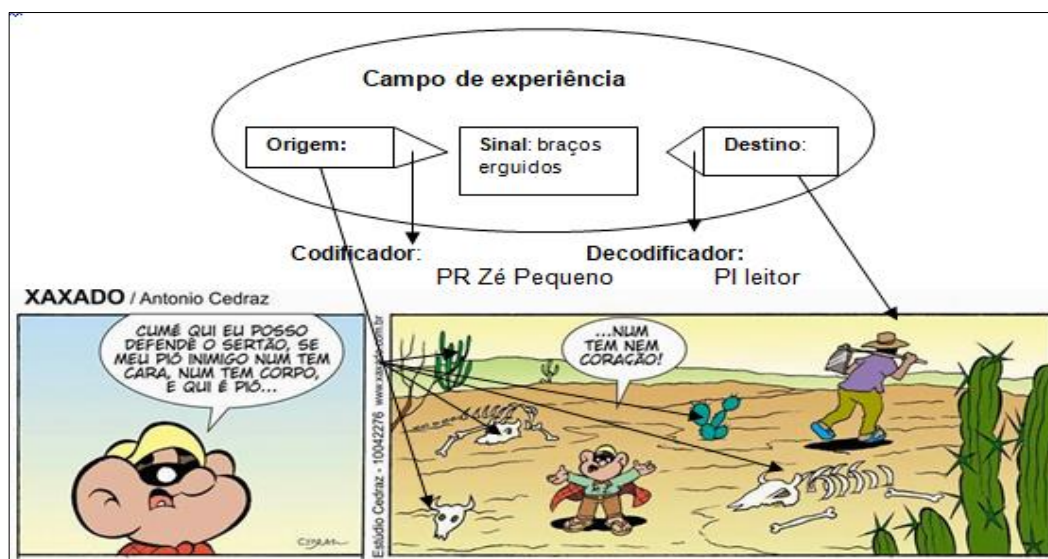 Campo de experiência
Origem:
Sinal: braços
erguidos
Destino:
Codificador:
PR Zé Pequeno
Decodificador:
PI leitor
XAXADO / Antonio Cedraz
CUMÉ QUI EU POSSO
DEFENDÊ O SERTÃO, SE
MEU PIÓ INIMIGO NUM TEM
CARA, NUM TEM CORPO,
E QUI É PIÓ...
CEDRAZ
Estúdio Cedraz - 10042276 www.xaxado.com.br
...NUM
TEM NEM
CORAÇÃO!